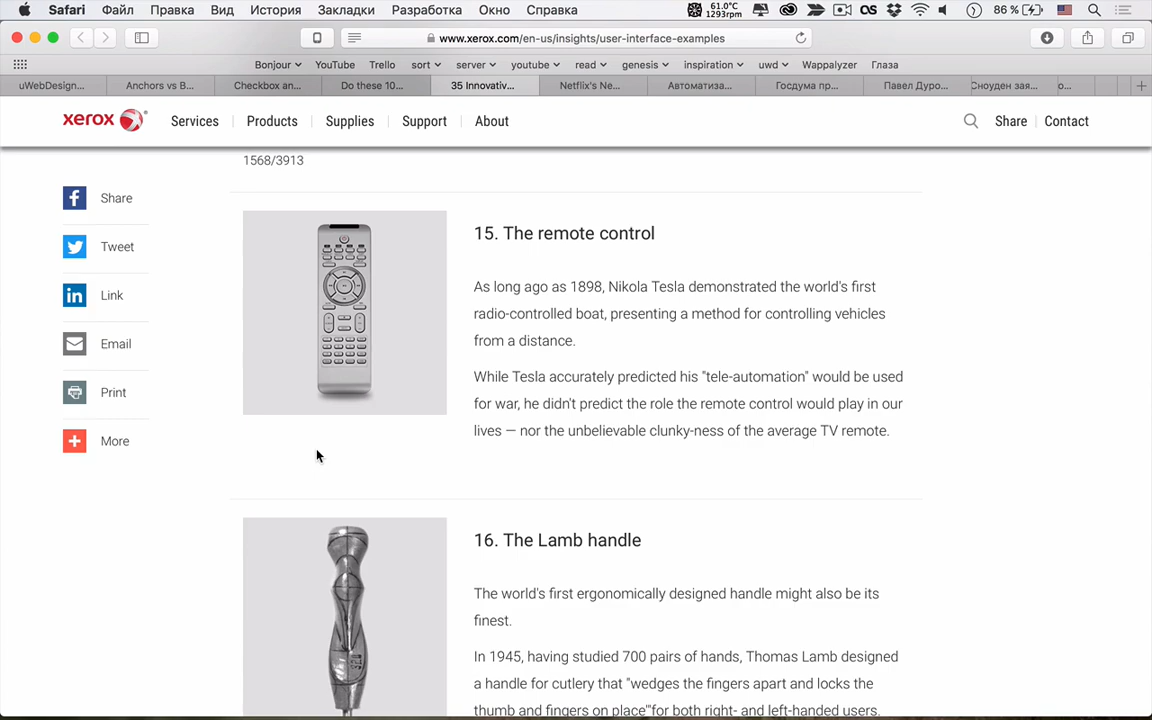 Safari Файл Правка Вид История Закладки Разработка Окно Справка 61.0°C 1293rpm 86 %
www.xerox.com/en-us/insights/user-interface-examples
Bonjour YouTube Trello sort server youtube read genesis inspiration uwd Wappalyzer Глаза
uWebDesign... Anchors vs B... Checkbox an... Do these 10... 35 Innovativ... Netflix's Ne... Автоматиза... Госдума пр... Павел Дуро... Сноуден зая... о...
xerox Services Products Supplies Support About Share Contact
1568/3913
Share
Tweet
Link
Email
Print
More
15. The remote control
As long ago as 1898, Nikola Tesla demonstrated the world's first
radio-controlled boat, presenting a method for controlling vehicles
from a distance.
While Tesla accurately predicted his "tele-automation" would be used
for war, he didn't predict the role the remote control would play in our
lives — nor the unbelievable clunky-ness of the average TV remote.
16. The Lamb handle
The world's first ergonomically designed handle might also be its
finest.
In 1945, having studied 700 pairs of hands, Thomas Lamb designed
a handle for cutlery that "wedges the fingers apart and locks the
thumb and fingers on place"for both right- and left-handed users.